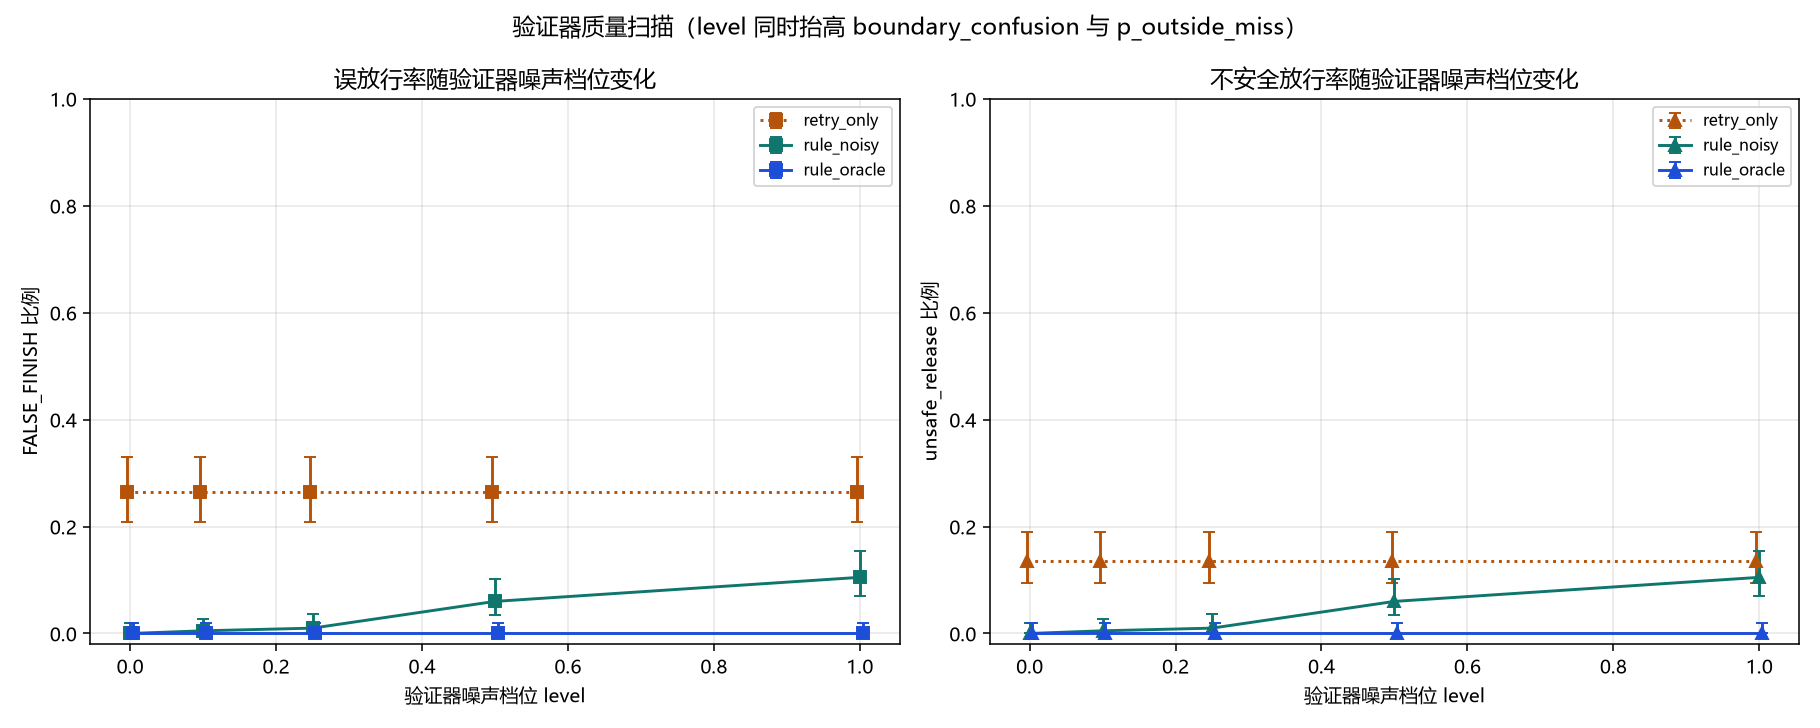 验证器质量扫描（level 同时抬高 boundary_confusion 与 p_outside_miss）
误放行率随验证器噪声档位变化
1.0
0.8
0.6
0.4
0.2
0.0
FALSE_FINISH 比例
retry_only
rule_noisy
rule_oracle
0.0 0.2 0.4 0.6 0.8 1.0
验证器噪声档位 level
不安全放行率随验证器噪声档位变化
1.0
0.8
0.6
0.4
0.2
0.0
unsafe_release 比例
retry_only
rule_noisy
rule_oracle
0.0 0.2 0.4 0.6 0.8 1.0
验证器噪声档位 level